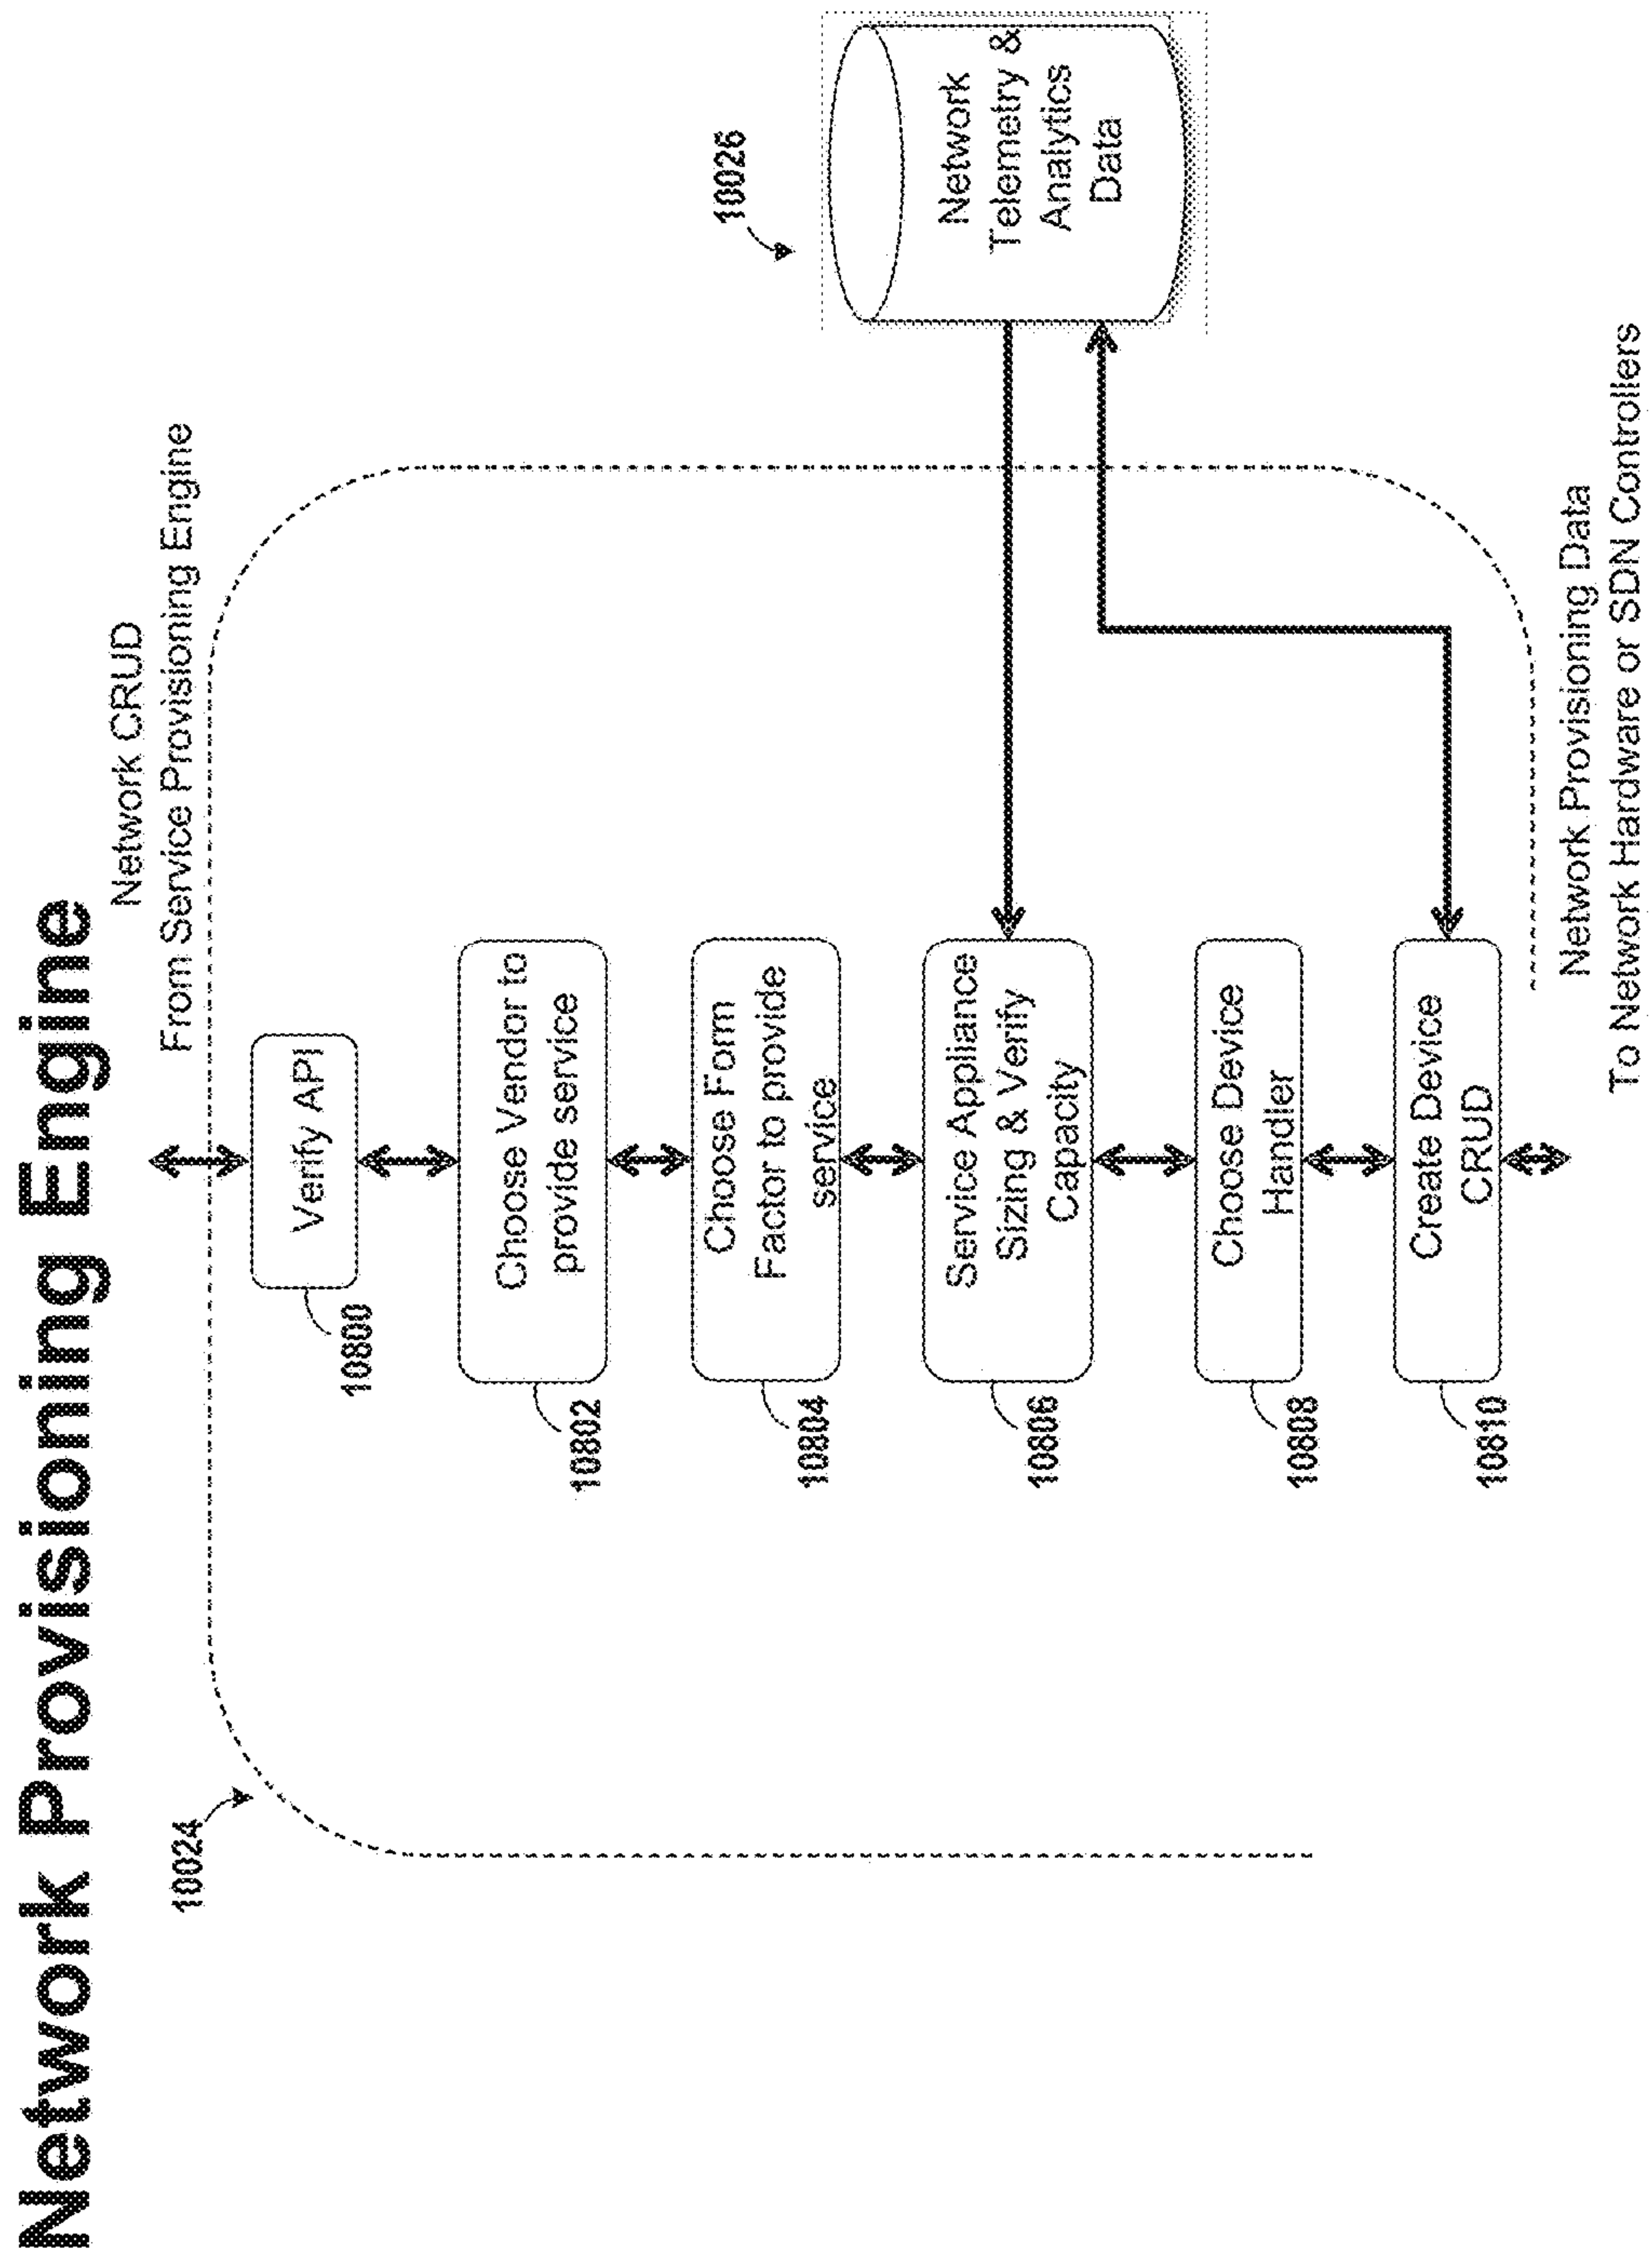 Network Provisioning Engine
Network CRUD
From Service Provisioning Engine
10024
Verify API
10800
Choose Vendor to
provide service
10802
Choose Form
Factor to provide
service
10804
Service Appliance
Sizing & Verify
Capacity
10806
Choose Device
Handler
10808
Create Device
CRUD
10810
10026
Network
Telemetry &
Analytics
Data
Network Provisioning Data
To Network Hardware or SDN Controllers